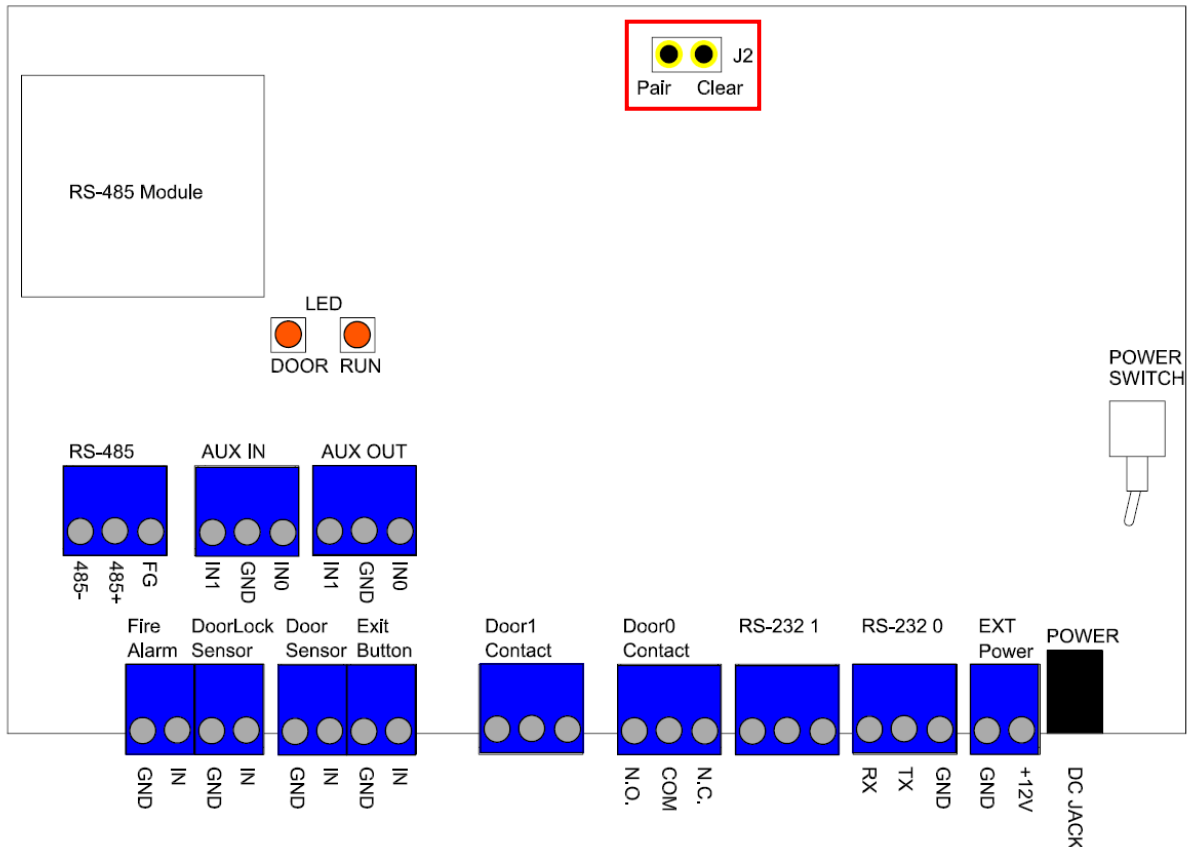 J2
Pair Clear
RS-485 Module
LED
DOOR RUN
POWER
SWITCH
RS-485 AUX IN AUX OUT
485- 485+ FG IN1 GND IN0 IN1 GND IN0
Fire DoorLock Door Exit Door1 Door0 RS-232 1 RS-232 0 EXT POWER
Alarm Sensor Sensor Button Contact Contact Power
GND IN GND IN GND IN GND IN N.O. COM N.C. RX TX GND GND +12V DC JACK